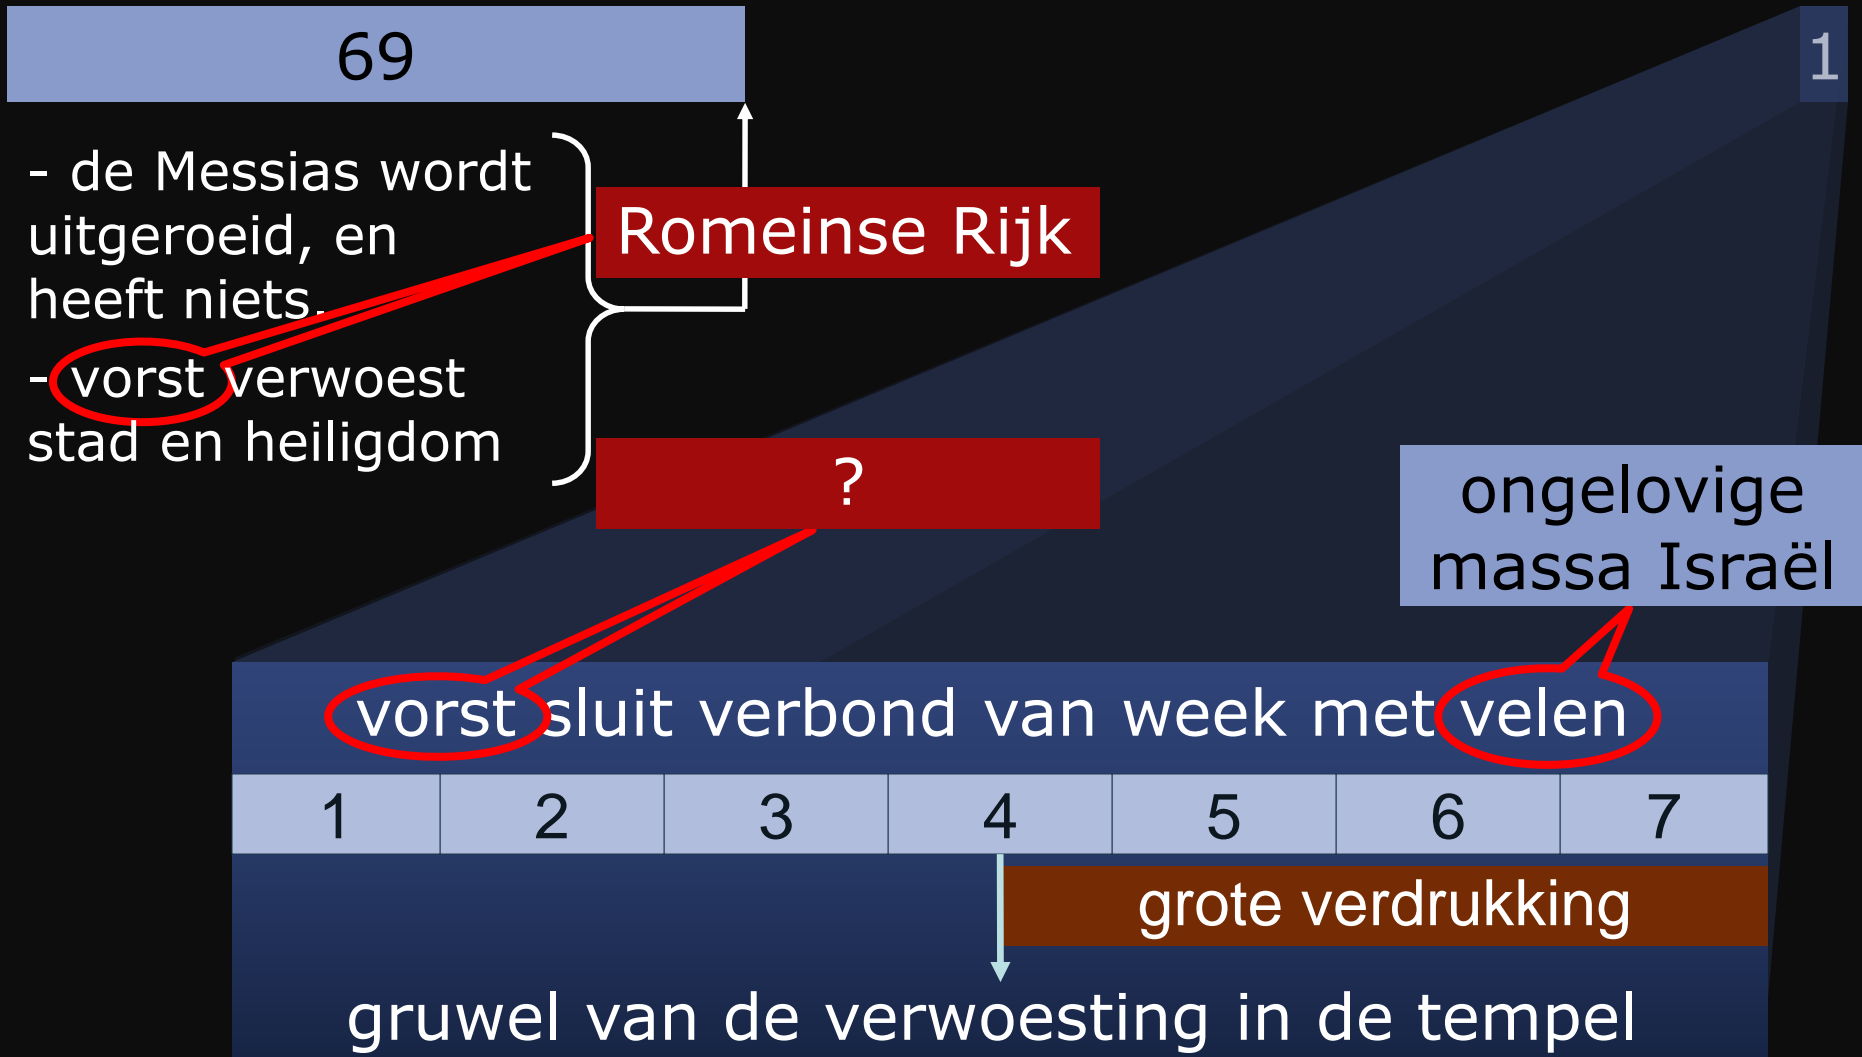 69
1
- de Messias wordt
uitgeroeid, en
heeft niets.
- vorst verwoest
stad en heiligdom
Romeinse Rijk
?
ongelovige
massa Israël
vorst sluit verbond van week met velen
1 2 3 4 5 6 7
grote verdrukking
gruwel van de verwoesting in de tempel